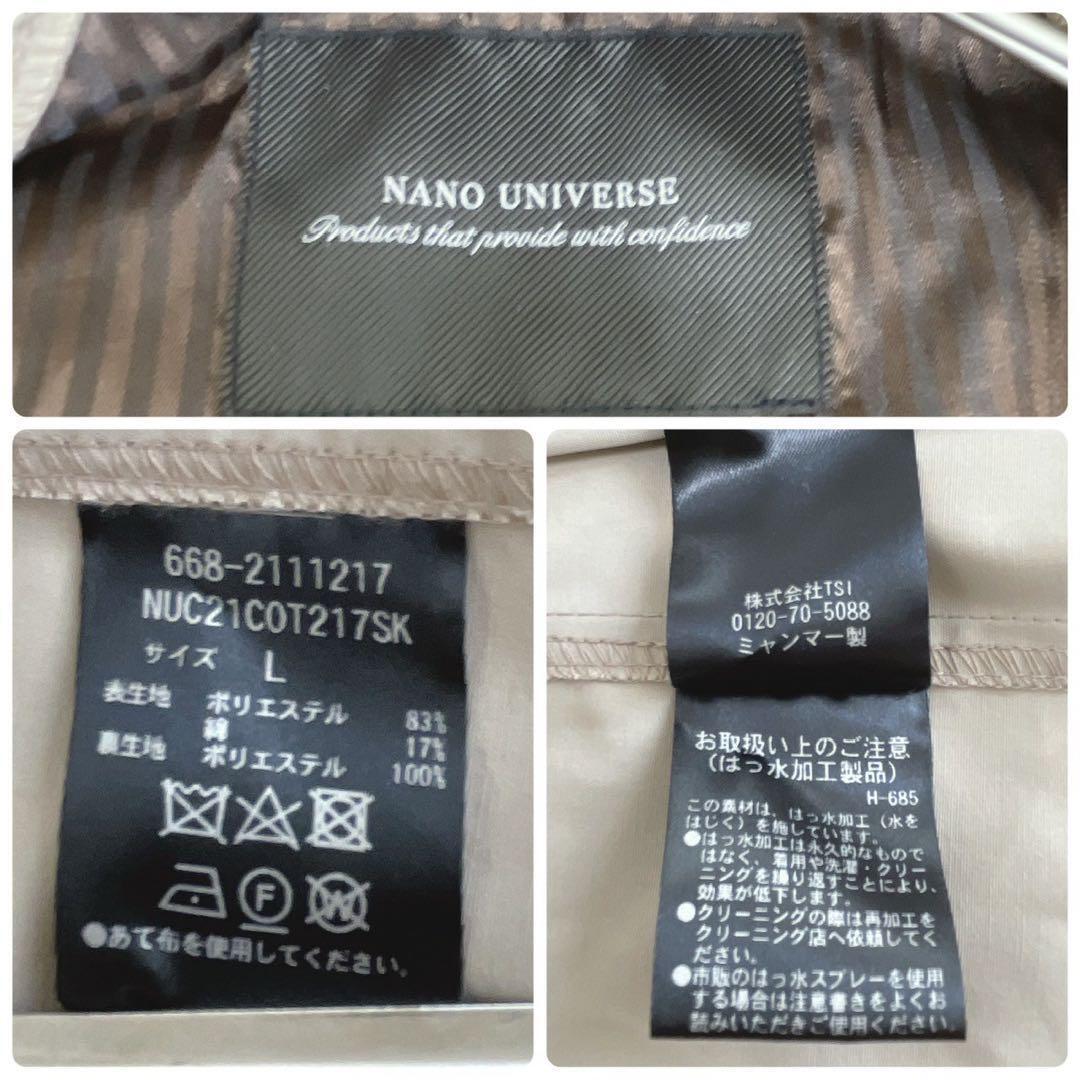 NANO UNIVERSE
Products that provide with confidence
668-2111217
NUC21COT217SK
サイズ L
表生地 ポリエステル 83%
綿 17%
裏生地 ポリエステル 100%
F
W
●あて布を使用してください。
株式会社TSI
0120-70-5088
ミャンマー製
お取扱い上のご注意
(はっ水加工製品)
H-685
この素材は、はっ水加工(水を
はじく)を施しています。
●はっ水加工は永久的なもので
はなく、着用や洗濯・クリー
ニングを繰り返すことにより、
効果が低下します。
●クリーニングの際は再加工を
クリーニング店へ依頼してく
ださい。
●市販のはっ水スプレーを使用
する場合は注意書きをよくお
読みいただきご使用ください